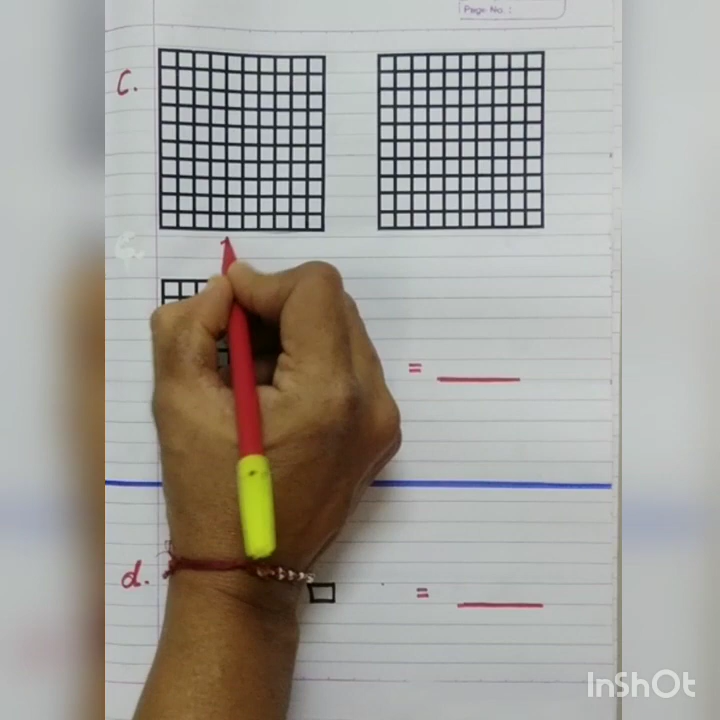 Page No. :
c.
=
d.
=
InShOt